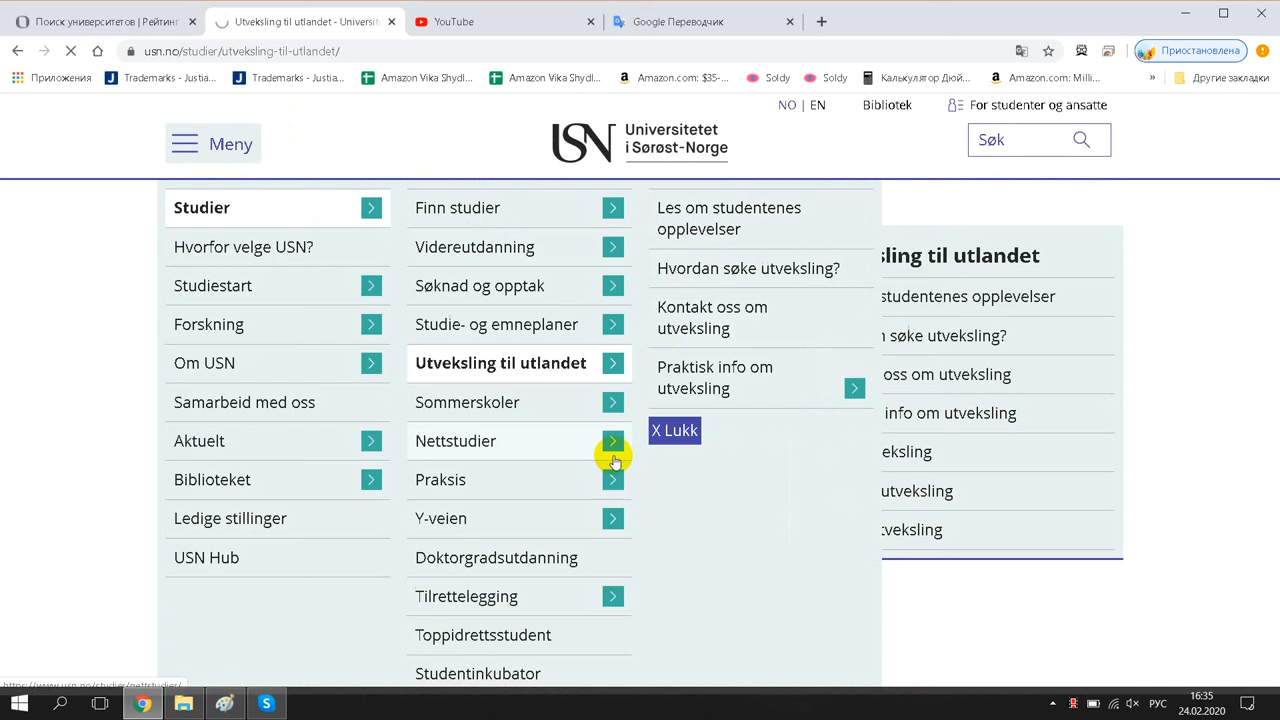 Поиск университетов | Рейтинг
Utveksling til utlandet - Universit
YouTube
Google Переводчик
usn.no/studier/utveksling-til-utlandet/
Приостановлена
Приложения
Trademarks - Justia...
Trademarks - Justia...
Amazon Vika Shydl...
Amazon Vika Shydl...
Amazon.com: $35-...
Soldy
Soldy
Калькулятор Дюй...
Amazon.com: Milli...
»
Другие закладки
NO | EN
Bibliotek
For studenter og ansatte
Meny
USN Universitetet
i Sørøst-Norge
Søk
Studier
Hvorfor velge USN?
Studiestart
Forskning
Om USN
Samarbeid med oss
Aktuelt
Biblioteket
Ledige stillinger
USN Hub
Finn studier
Videreutdanning
Søknad og opptak
Studie- og emneplaner
Utveksling til utlandet
Sommerskoler
Nettstudier
Praksis
Y-veien
Doktorgradsutdanning
Tilrettelegging
Toppidrettsstudent
Studentinkubator
Les om studentenes
opplevelser
Hvordan søke utveksling?
Kontakt oss om
utveksling
Praktisk info om
utveksling
X Lukk
sling til utlandet
studentenes opplevelser
n søke utveksling?
oss om utveksling
info om utveksling
eksling
utveksling
tveksling
https://www.usn.no/studier/nettstudier/
РУС
16:35
24.02.2020